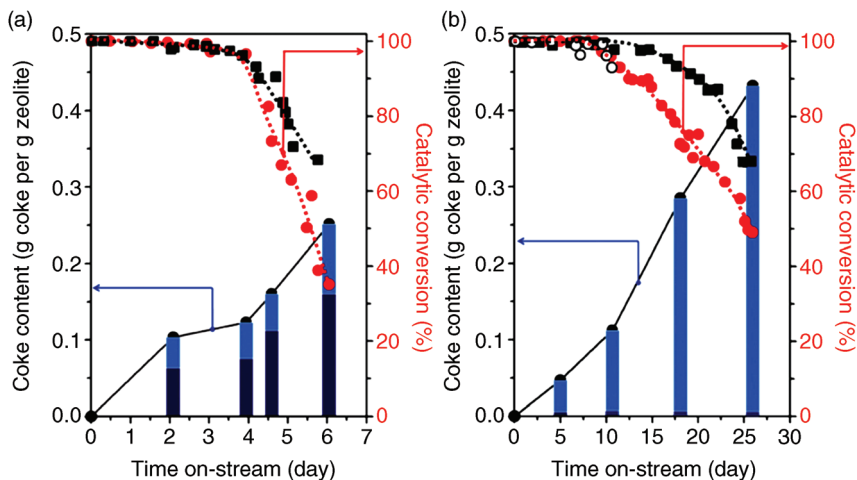 (a)
0.5
0.4
0.3
0.2
0.1
0.0
Coke content (g coke per g zeolite)
100
80
60
40
20
0
Catalytic conversion (%)
0 1 2 3 4 5 6 7
Time on-stream (day)
(b)
0.5
0.4
0.3
0.2
0.1
0.0
Coke content (g coke per g zeolite)
100
80
60
40
20
0
Catalytic conversion (%)
0 5 10 15 20 25 30
Time on-stream (day)